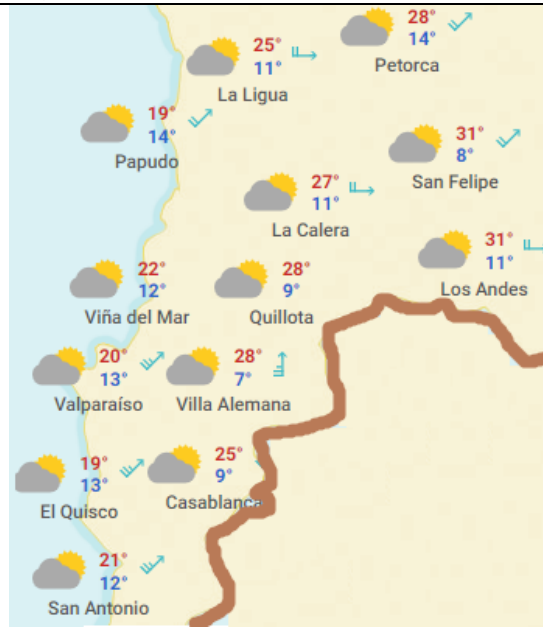 28°
14°
Petorca
25°
11°
La Ligua
19°
14°
Papudo
31°
8°
San Felipe
27°
11°
La Calera
31°
11°
Los Andes
22°
12°
Viña del Mar
28°
9°
Quillota
20°
13°
Valparaíso
28°
7°
Villa Alemana
19°
13°
El Quisco
25°
9°
Casablanca
21°
12°
San Antonio